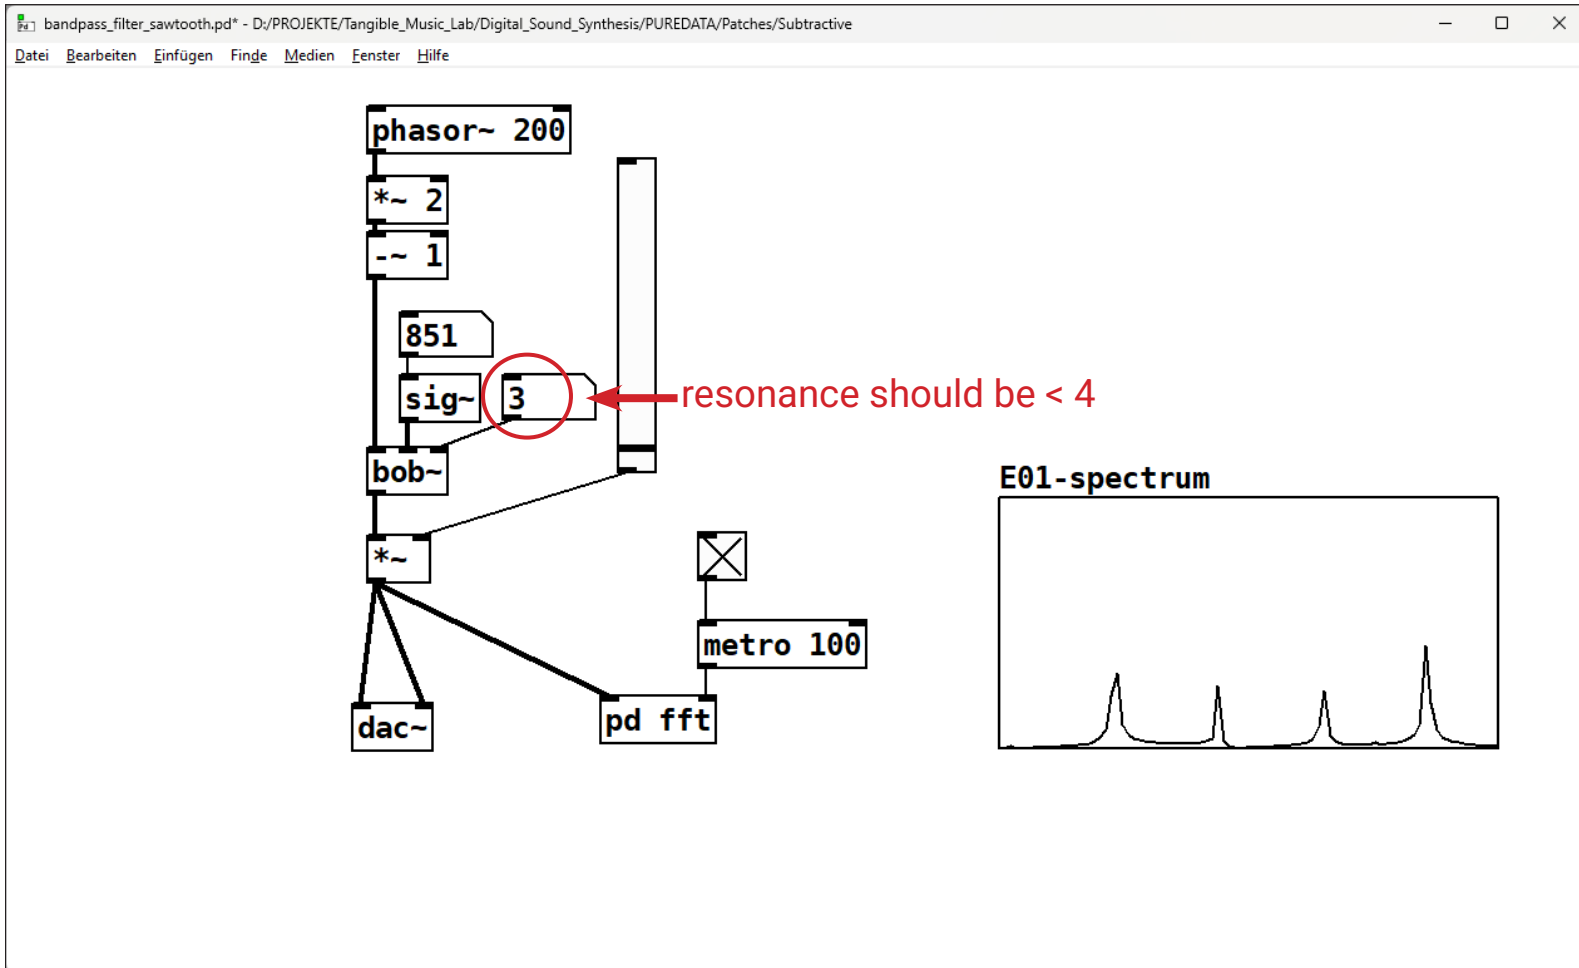 bandpass_filter_sawtooth.pd* - D:/PROJEKTE/Tangible_Music_Lab/Digital_Sound_Synthesis/PUREDATA/Patches/Subtractive
Datei Bearbeiten Einfügen Finde Medien Fenster Hilfe
phasor~ 200
*~ 2
-~ 1
851
sig~
3
resonance should be < 4
bob~
E01-spectrum
*~
metro 100
pd fft
dac~